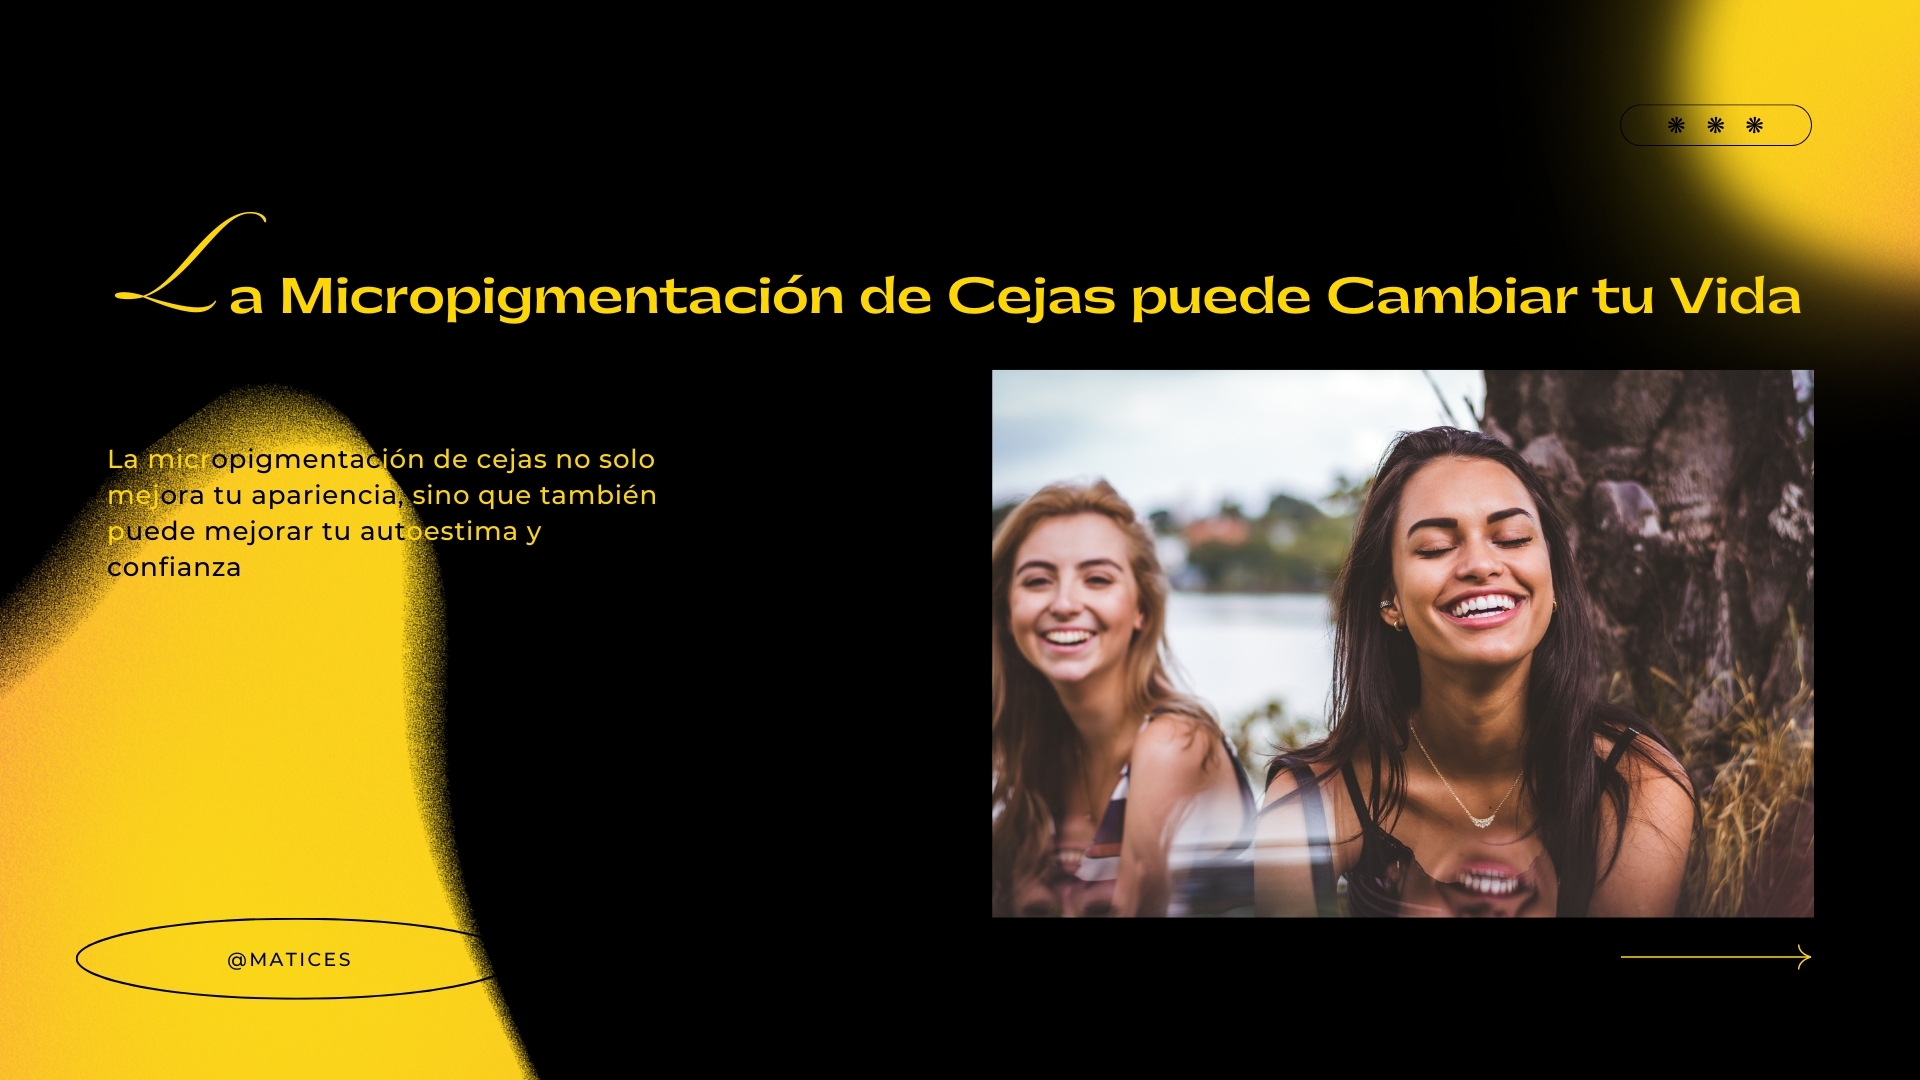 La Micropigmentación de Cejas puede Cambiar tu Vida
La micropigmentación de cejas no solo
mejora tu apariencia, sino que también
puede mejorar tu autoestima y
confianza
@MATICES